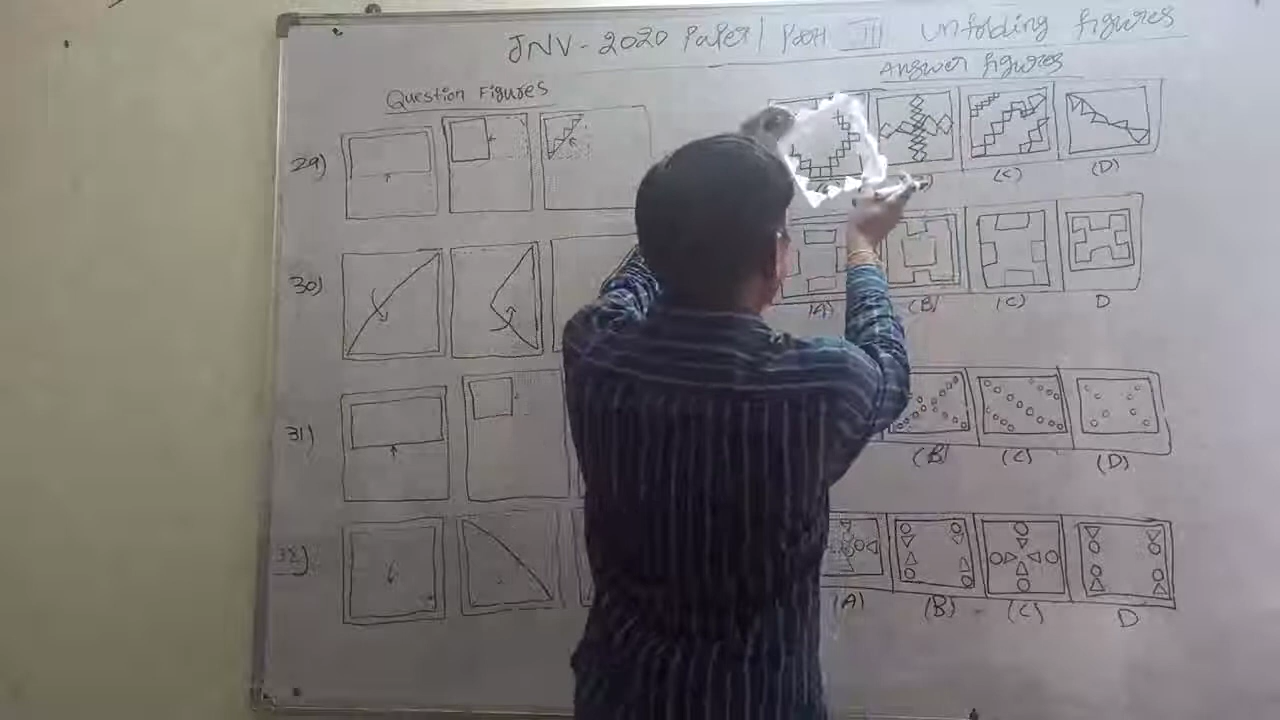 JNV-2020 Paper/ Part III Unfolding figures
Question Figures
Answer figures
29)
(C)
(D)
30)
(A)
(B)
(C)
D
31)
(B)
(C)
(D)
32)
(A)
(B)
(C)
D